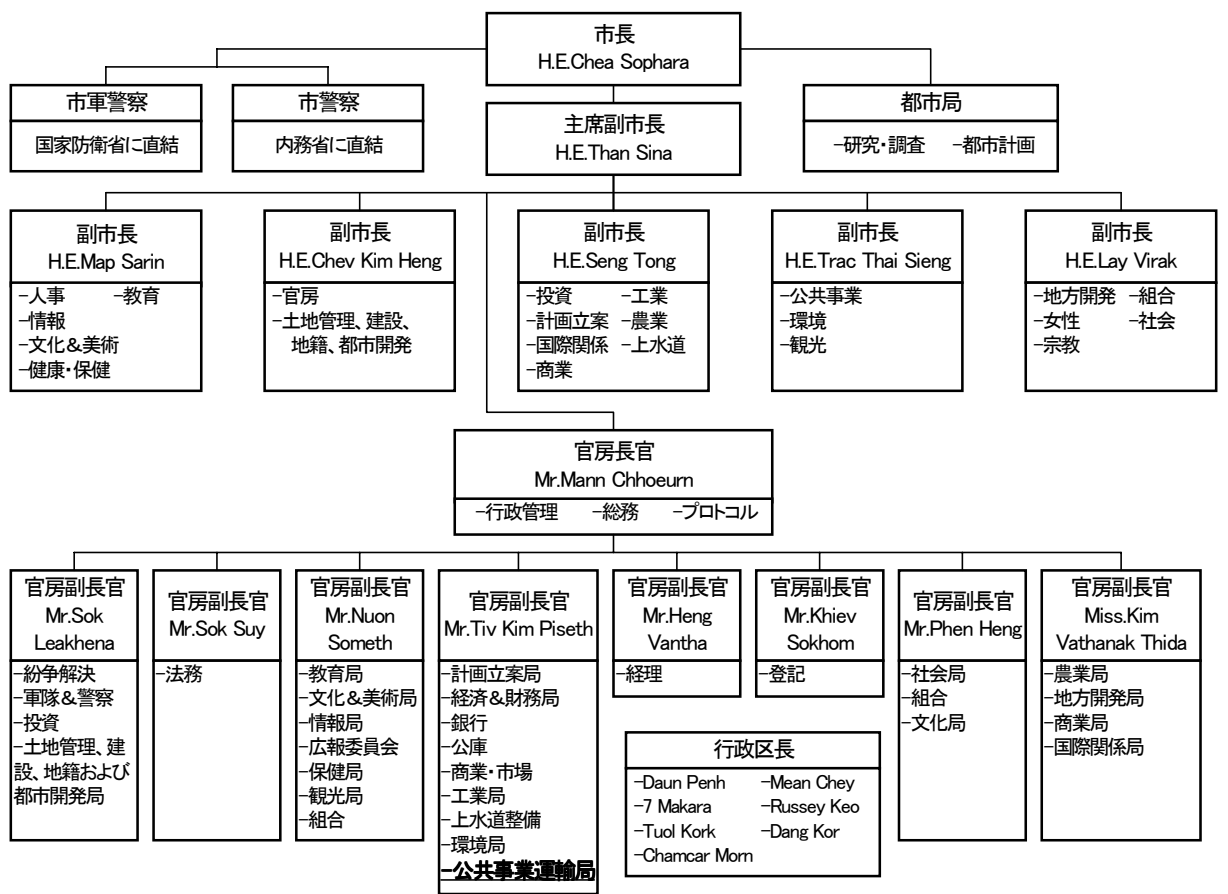 市長
H.E.Chea Sophara
市軍警察
国家防衛省に直結
市警察
内務省に直結
主席副市長
H.E.Than Sina
都市局
-研究・調査 -都市計画
副市長
H.E.Map Sarin
-人事 -教育
-情報
-文化&美術
-健康・保健
副市長
H.E.Chev Kim Heng
-官房
-土地管理、建設、
地籍、都市開発
副市長
H.E.Seng Tong
-投資 -工業
-計画立案 -農業
-国際関係 -上水道
-商業
副市長
H.E.Trac Thai Sieng
-公共事業
-環境
-観光
副市長
H.E.Lay Virak
-地方開発 -組合
-女性 -社会
-宗教
官房長官
Mr.Mann Chhoeurn
-行政管理 -総務 -プロトコル
官房副長官
Mr.Sok
Leakhena
-紛争解決
-軍隊&警察
-投資
-土地管理、建
設、地籍および
都市開発局
官房副長官
Mr.Sok Suy
-法務
官房副長官
Mr.Nuon
Someth
-教育局
-文化&美術局
-情報局
-広報委員会
-保健局
-観光局
-組合
官房副長官
Mr.Tiv Kim Piseth
-計画立案局
-経済&財務局
-銀行
-公庫
-商業・市場
-工業局
-上水道整備
-環境局
-公共事業運輸局
官房副長官
Mr.Heng
Vantha
-経理
官房副長官
Mr.Khiev
Sokhom
-登記
官房副長官
Mr.Phen Heng
-社会局
-組合
-文化局
官房副長官
Miss.Kim
Vathanak Thida
-農業局
-地方開発局
-商業局
-国際関係局
行政区長
-Daun Penh -Mean Chey
-7 Makara -Russey Keo
-Tuol Kork -Dang Kor
-Chamcar Morn